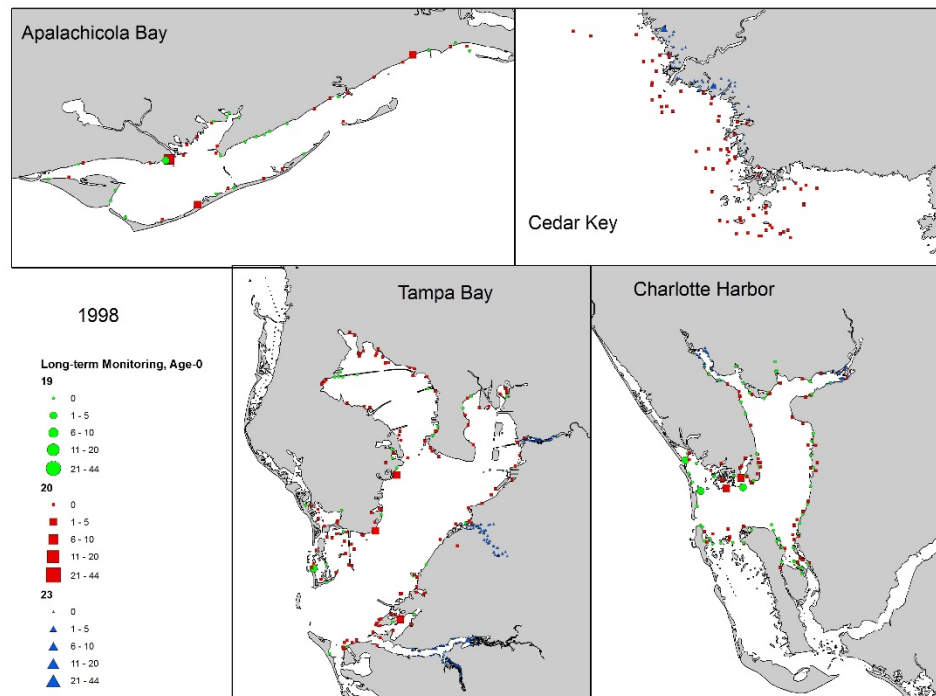 Apalachicola Bay
Cedar Key
Tampa Bay
Charlotte Harbor
1998
Long-term Monitoring, Age-0
19
0
1 - 5
6 - 10
11 - 20
21 - 44
20
0
1 - 5
6 - 10
11 - 20
21 - 44
23
0
1 - 5
6 - 10
11 - 20
21 - 44